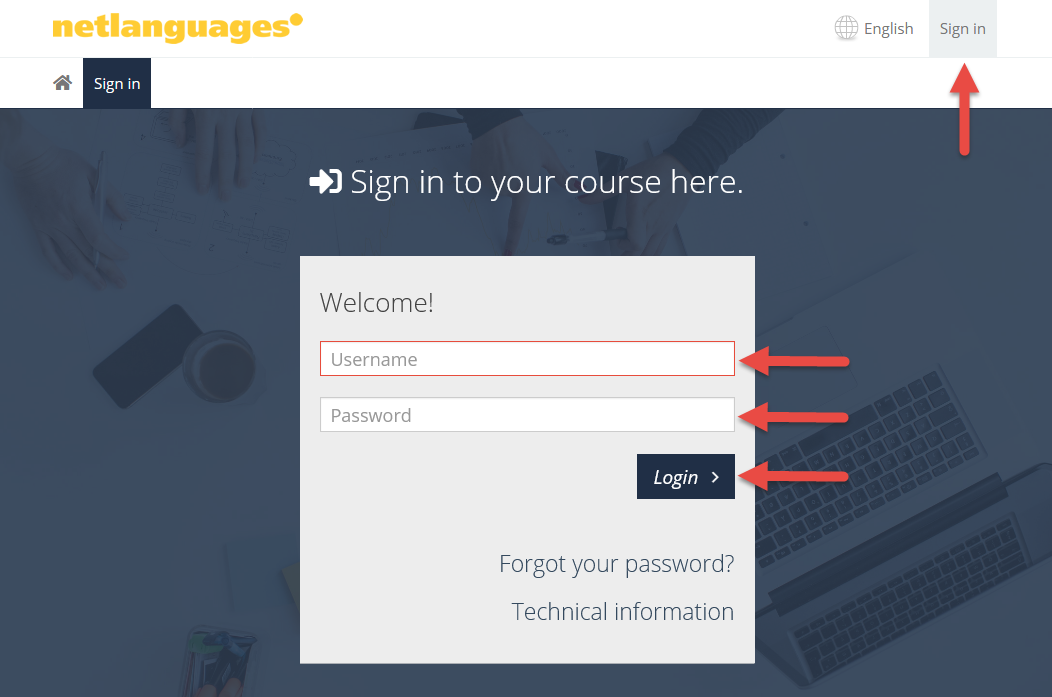 netlanguages
English
Sign in
Sign in
Sign in to your course here.
Welcome!
Username
Password
Login
Forgot your password?
Technical information